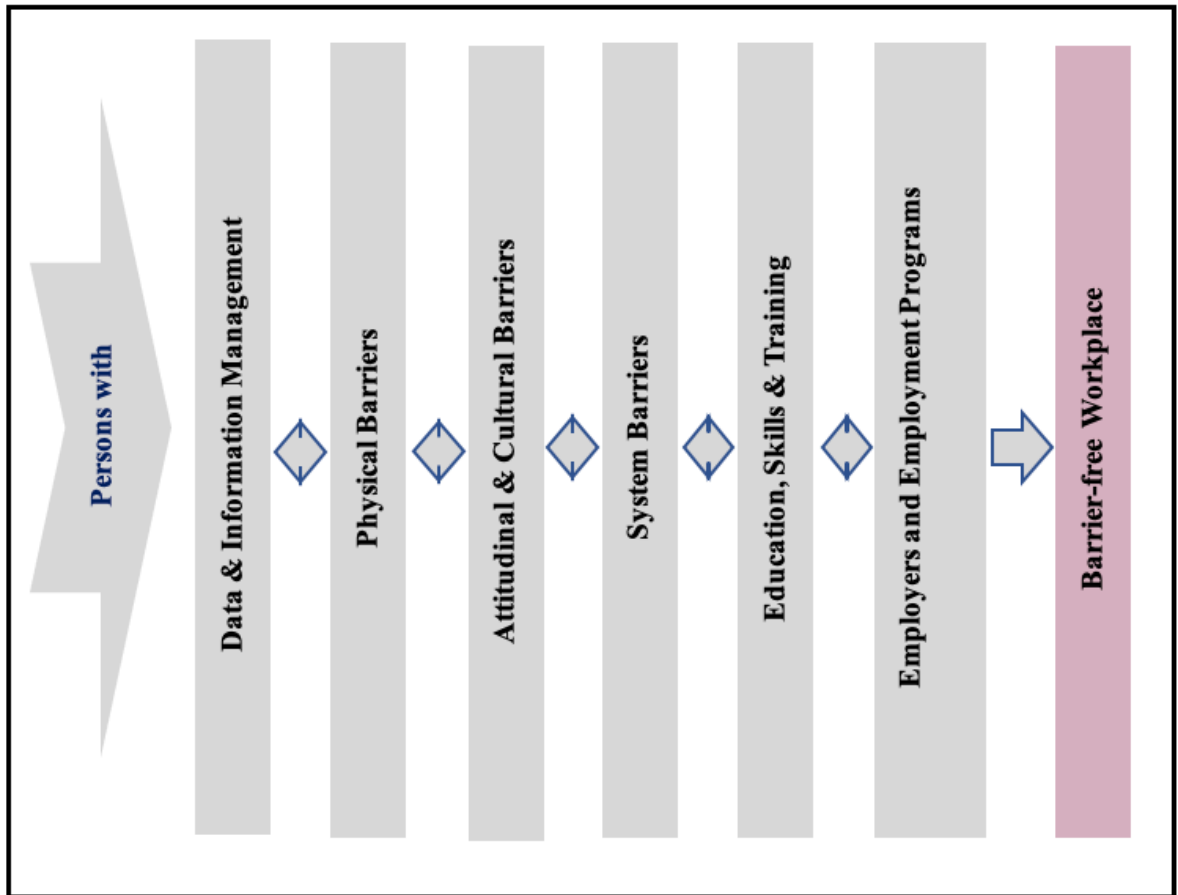 Persons with
Data & Information Management
Physical Barriers
Attitudinal & Cultural Barriers
System Barriers
Education, Skills & Training
Employers and Employment Programs
Barrier-free Workplace